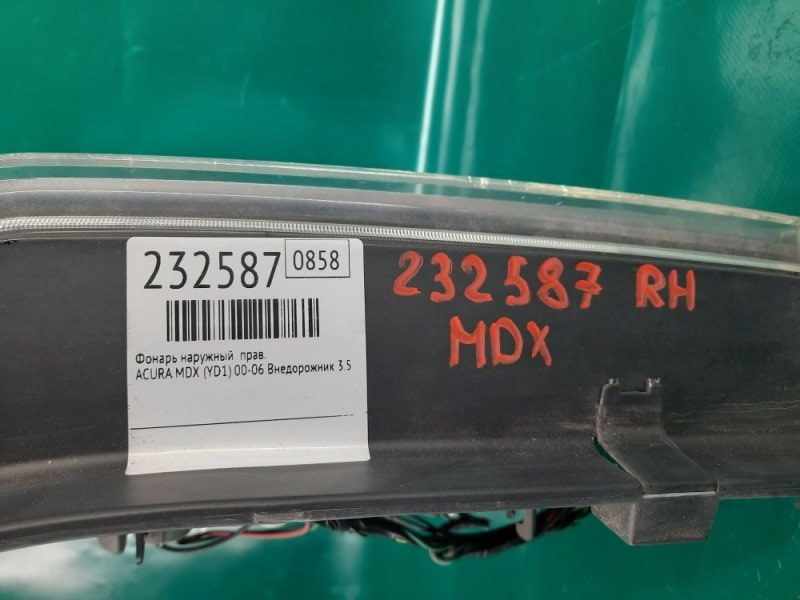 232587 0858
Фонарь наружный прав.
ACURA MDX (YD1) 00-06 Внедорожник 3.5
232587 RH
MDX